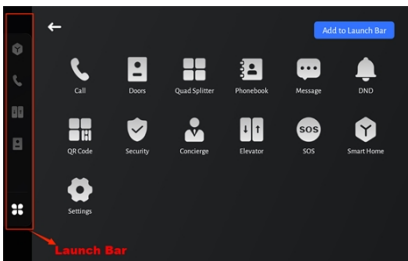 Add to Launch Bar
Call Doors Quad Splitter Phonebook Message DND
QR Code Security Concierge Elevator SOS Smart Home
SOS
Settings
Launch Bar